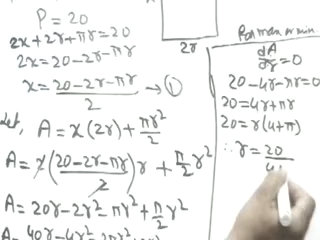 P = 20
2x+2r+πr=20
2x=20-2r-πr
x = 20-2r-πr / 2 → ①
Let, A = x(2r) + πr²/2
A = x(20-2r-πr / 2)r + π/2 r²
A = 20r-2r²-πr²+π/2 r²
2r
For max or min
dA/dr = 0
20-4r-πr=0
20=4r+πr
20=r(4+π)
∴ r = 20